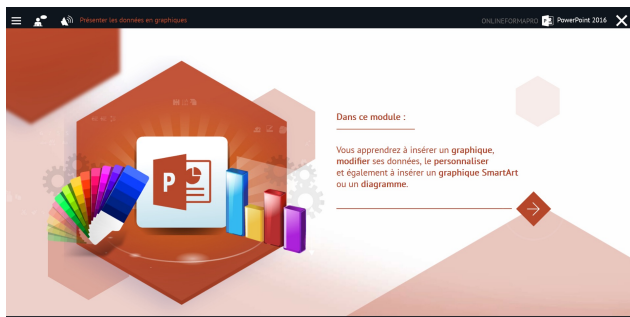 Présenter les données en graphiques
ONLINEFORMAPRO PowerPoint 2016
Dans ce module :
Vous apprendrez à insérer un graphique,
modifier ses données, le personnaliser
et également à insérer un graphique SmartArt
ou un diagramme.
P